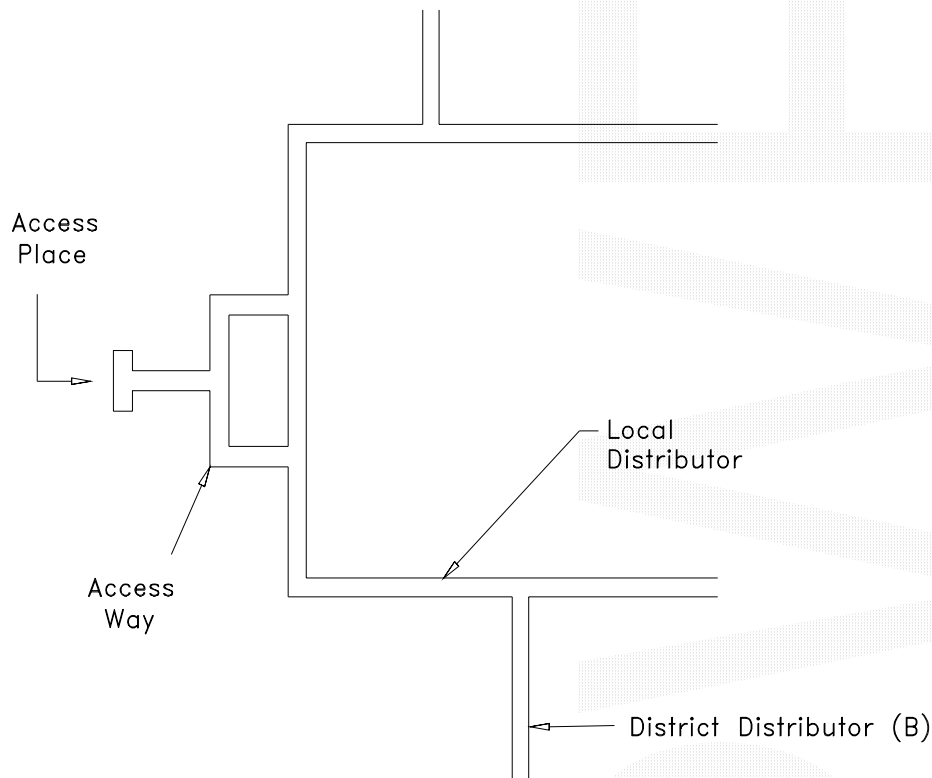 Access
Place
Local
Distributor
Access
Way
District Distributor (B)